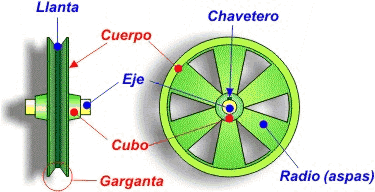 Llanta
Cuerpo
Chavetero
Eje
Cubo
Radio (aspas)
Garganta